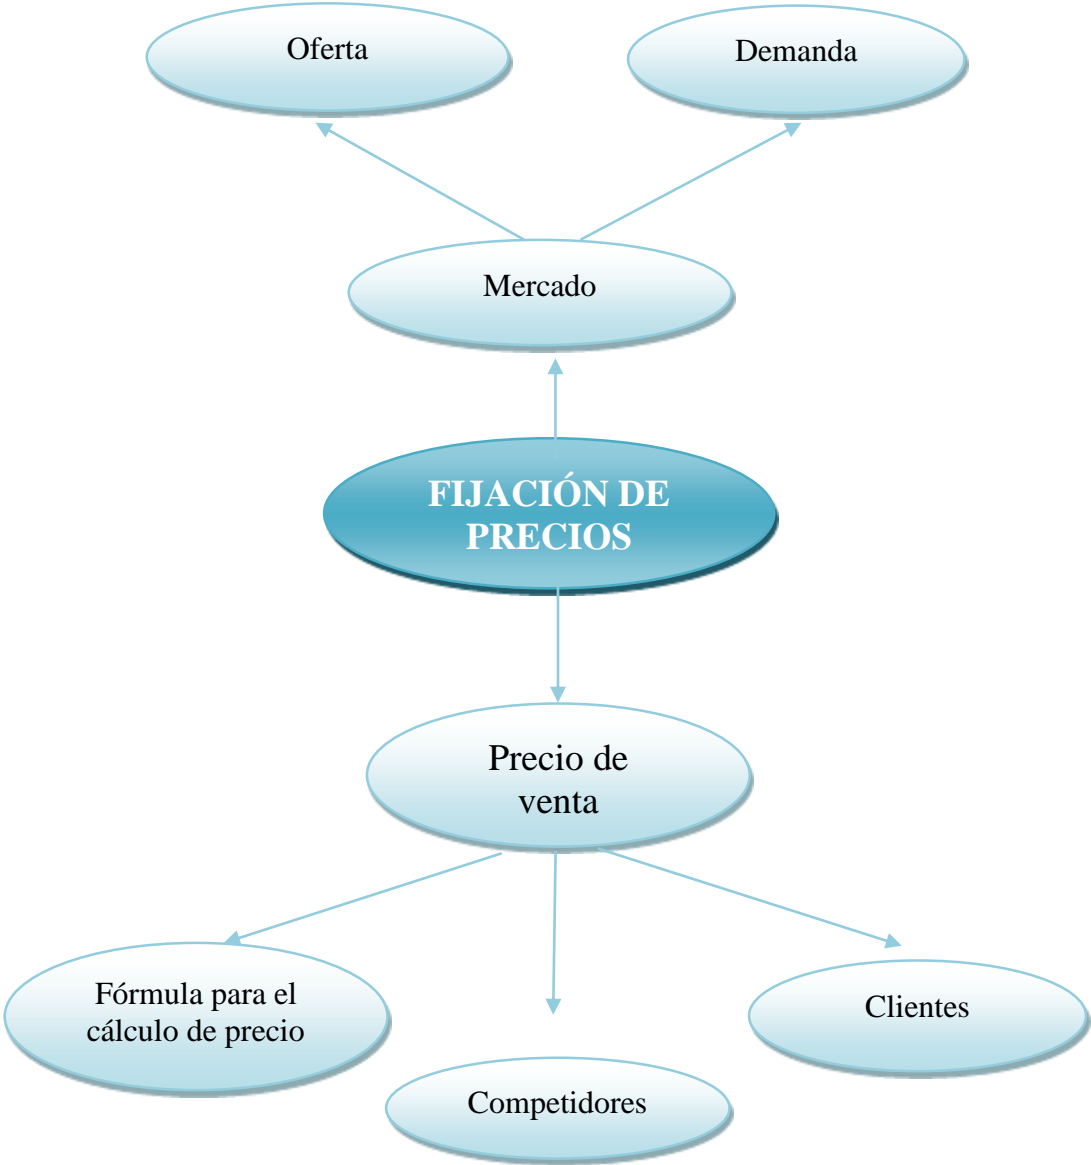 Oferta
Demanda
Mercado
FIJACIÓN DE
PRECIOS
Precio de
venta
Fórmula para el
cálculo de precio
Clientes
Competidores